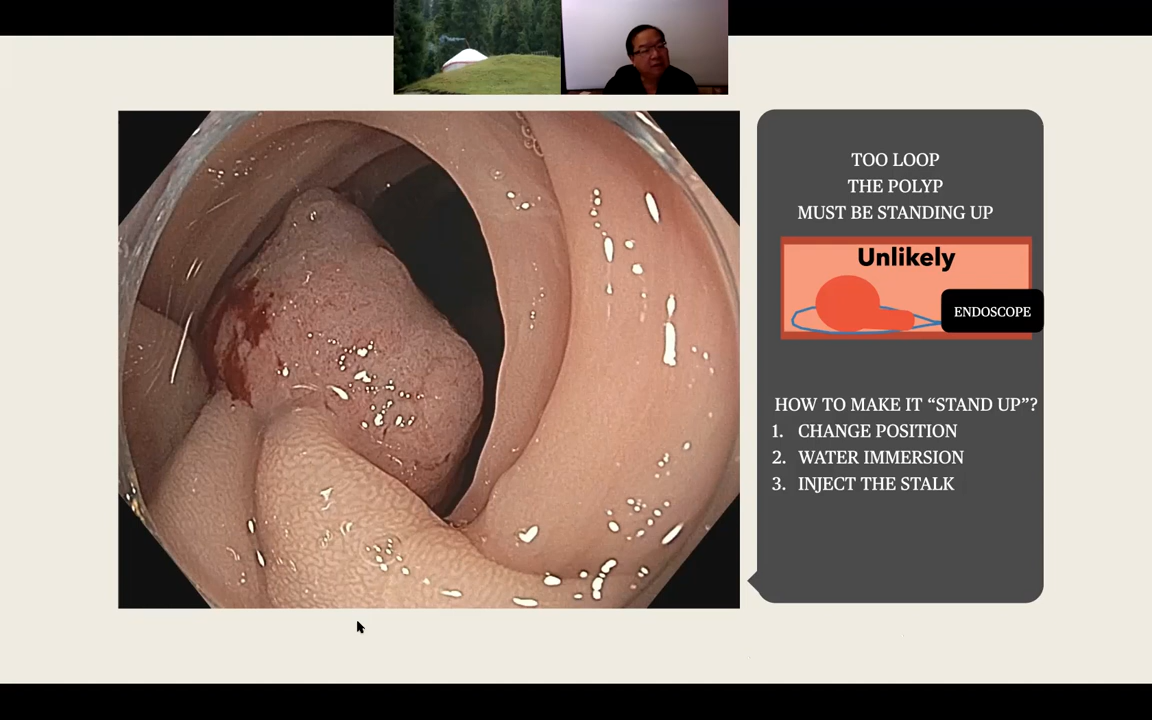 TOO LOOP
THE POLYP
MUST BE STANDING UP
Unlikely
ENDOSCOPE
HOW TO MAKE IT “STAND UP”?
1. CHANGE POSITION
2. WATER IMMERSION
3. INJECT THE STALK